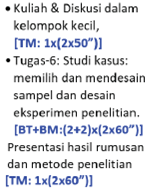 • Kuliah & Diskusi dalam
kelompok kecil,
[TM: 1x(2x50”)]
• Tugas-6: Studi kasus:
memilih dan mendesain
sampel dan desain
eksperimen penelitian.
[BT+BM:(2+2)x(2x60”)]
Presentasi hasil rumusan
dan metode penelitian
[TM: 1x(2x60”)]